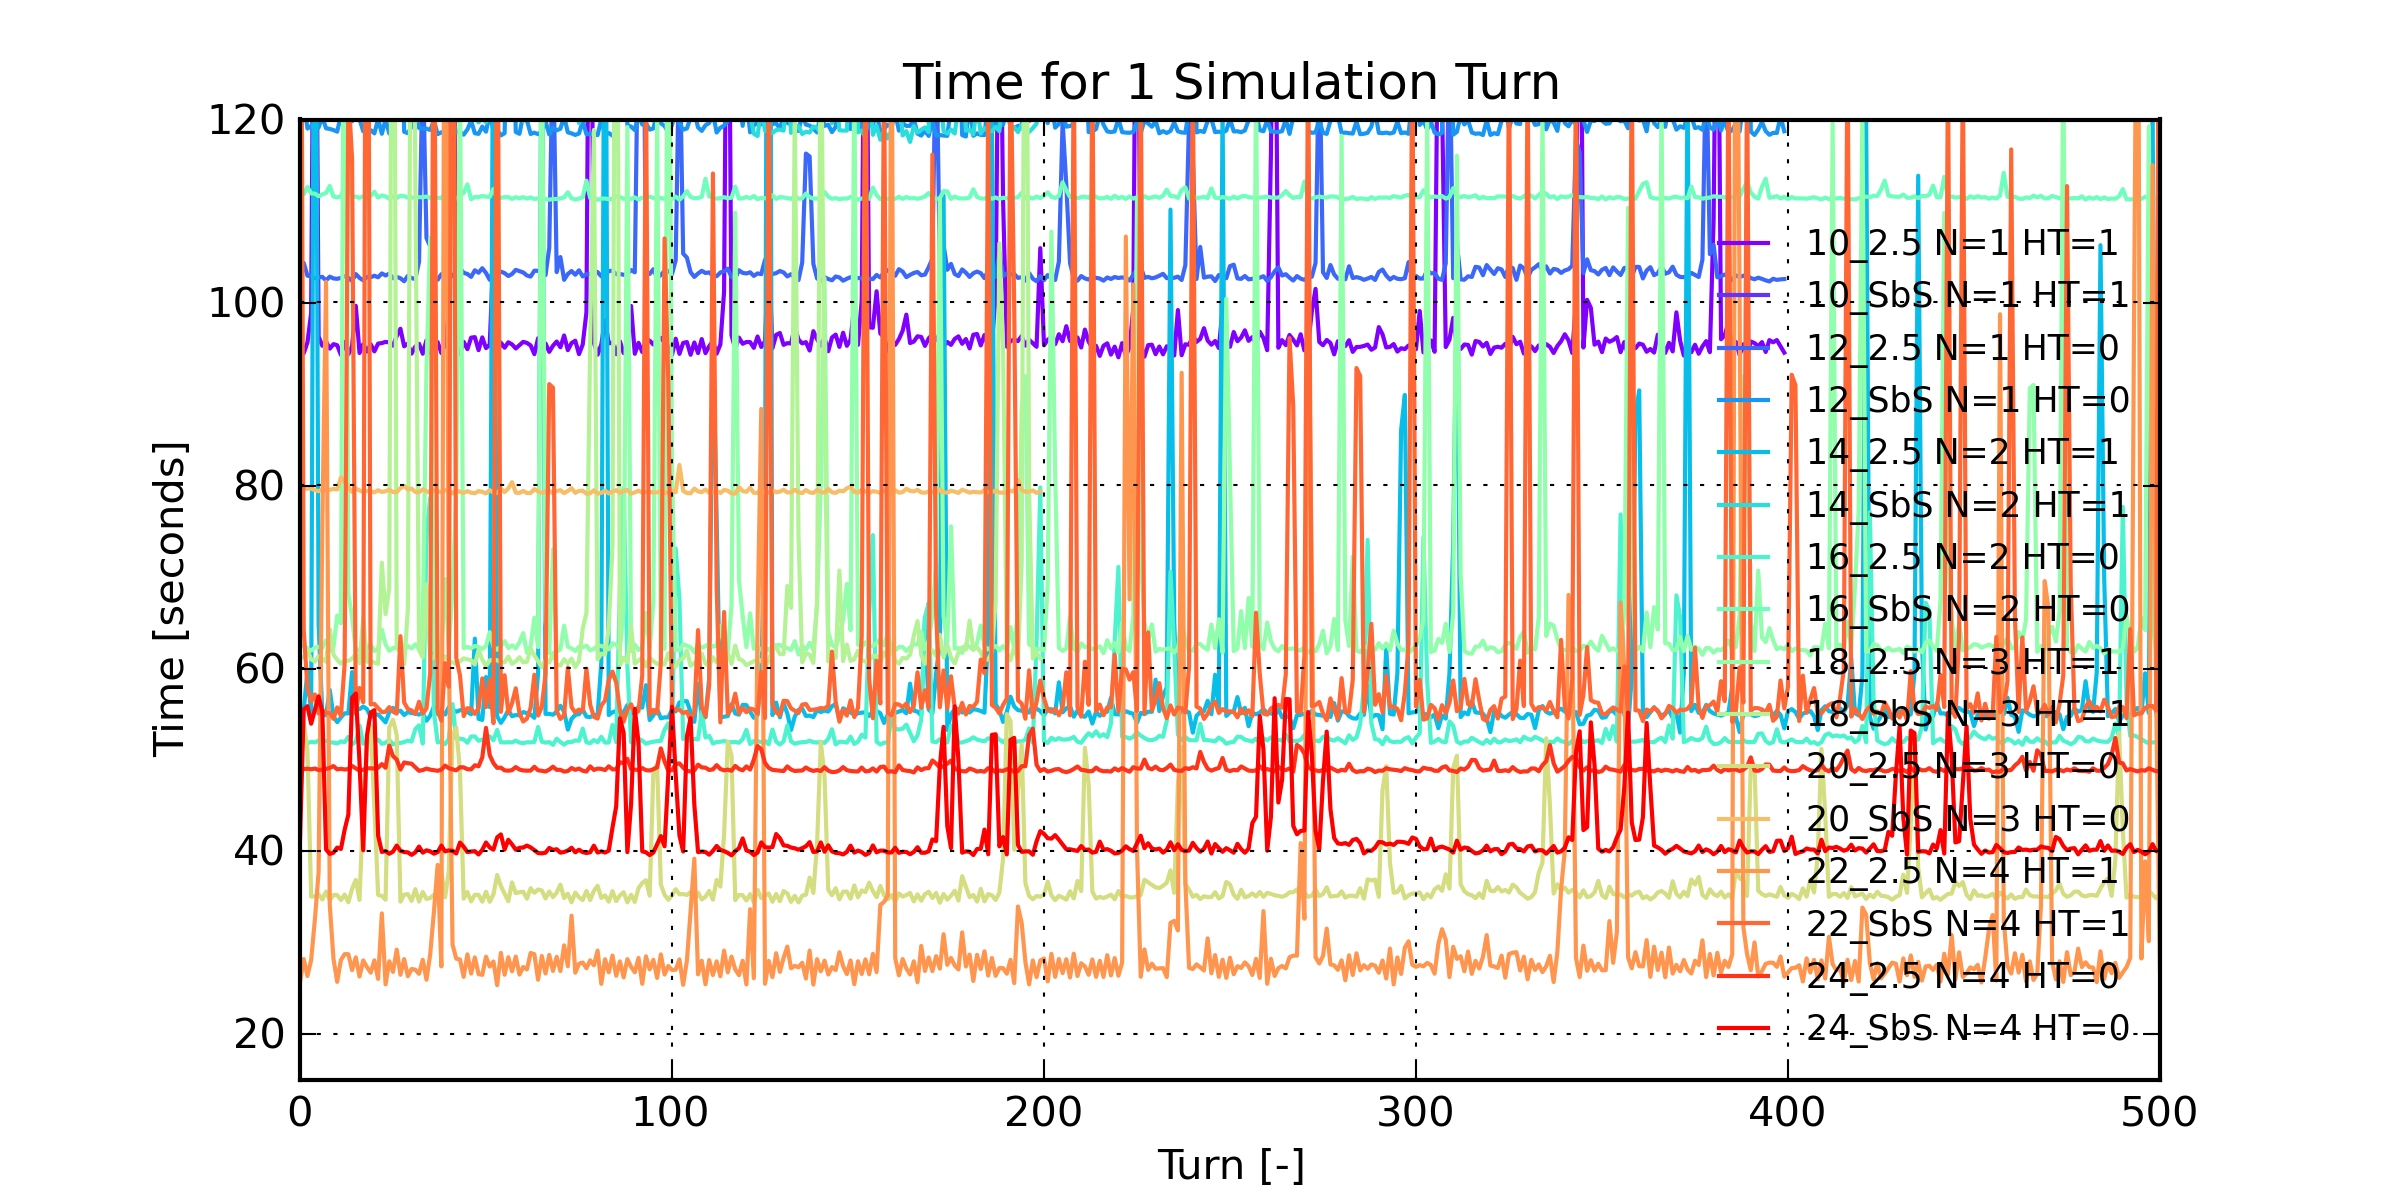 Time for 1 Simulation Turn
120
100
80
60
40
20
Time [seconds]
10_2.5 N=1 HT=1
10_SbS N=1 HT=1
12_2.5 N=1 HT=0
12_SbS N=1 HT=0
14_2.5 N=2 HT=1
14_SbS N=2 HT=1
16_2.5 N=2 HT=0
16_SbS N=2 HT=0
18_2.5 N=3 HT=1
18_SbS N=3 HT=1
20_2.5 N=3 HT=0
20_SbS N=3 HT=0
22_2.5 N=4 HT=1
22_SbS N=4 HT=1
24_2.5 N=4 HT=0
24_SbS N=4 HT=0
0 100 200 300 400 500
Turn [-]